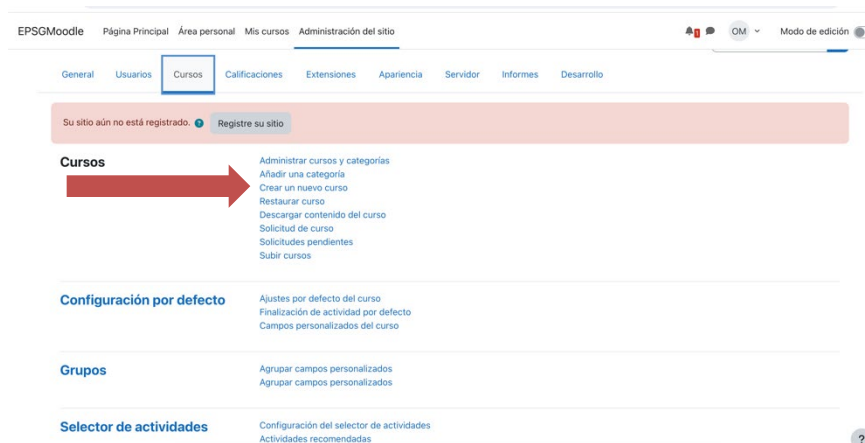 EPSGMoodle Página Principal Área personal Mis cursos Administración del sitio 1 OM Modo de edición
General Usuarios Cursos Calificaciones Extensiones Apariencia Servidor Informes Desarrollo
Su sitio aún no está registrado. ? Registre su sitio
Cursos
Administrar cursos y categorías
Añadir una categoría
Crear un nuevo curso
Restaurar curso
Descargar contenido del curso
Solicitud de curso
Solicitudes pendientes
Subir cursos
Configuración por defecto
Ajustes por defecto del curso
Finalización de actividad por defecto
Campos personalizados del curso
Grupos
Agrupar campos personalizados
Agrupar campos personalizados
Selector de actividades
Configuración del selector de actividades
Actividades recomendadas
?